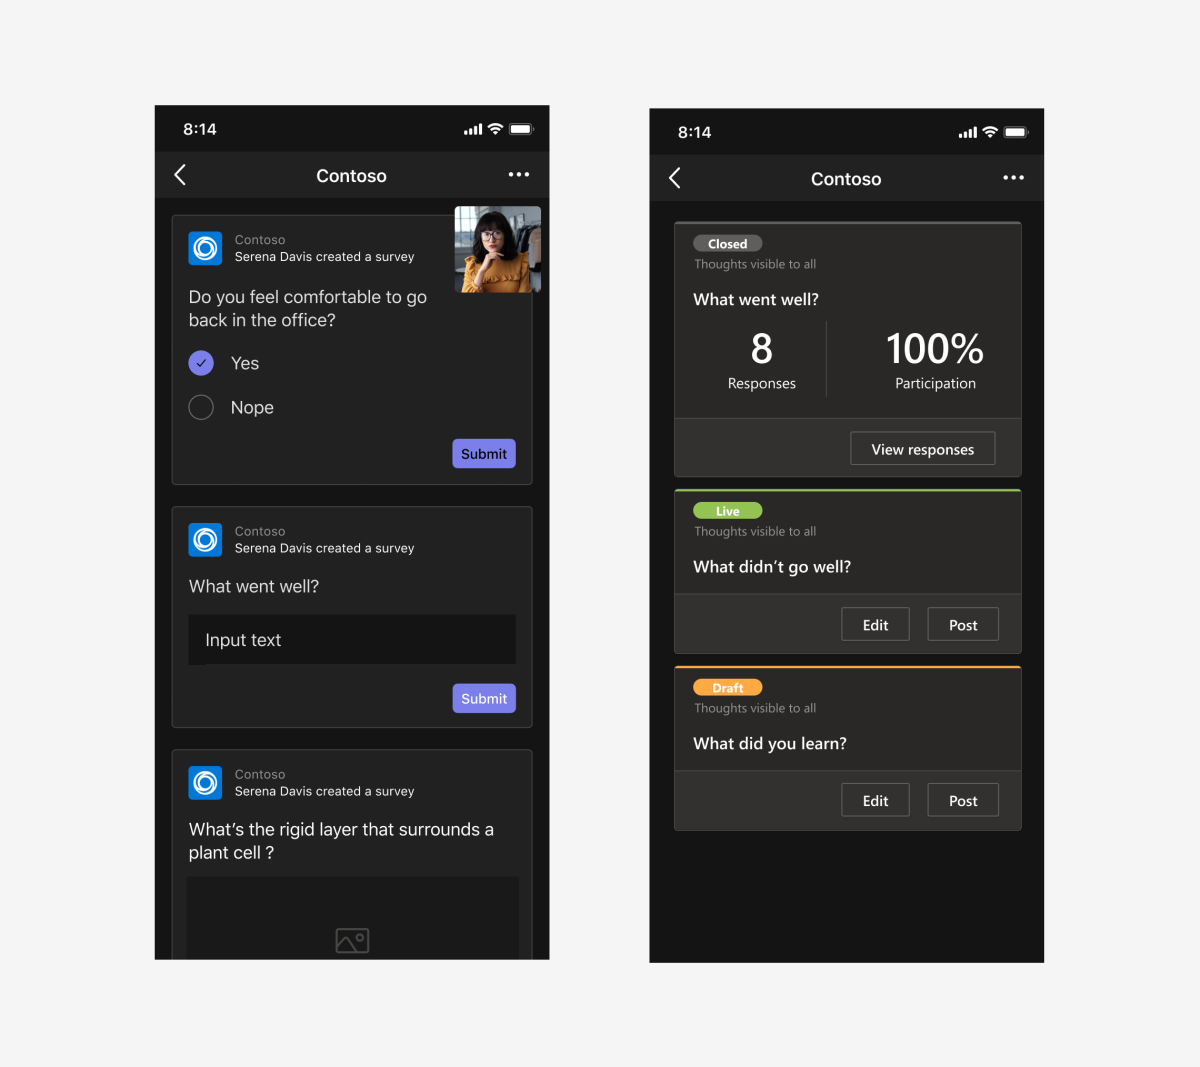 8:14
Contoso
Contoso
Serena Davis created a survey
Do you feel comfortable to go
back in the office?
Yes
Nope
Submit
Contoso
Serena Davis created a survey
What went well?
Input text
Submit
Contoso
Serena Davis created a survey
What’s the rigid layer that surrounds a
plant cell ?
8:14
Contoso
Closed
Thoughts visible to all
What went well?
8
Responses
100%
Participation
View responses
Live
Thoughts visible to all
What didn’t go well?
Edit
Post
Draft
Thoughts visible to all
What did you learn?
Edit
Post